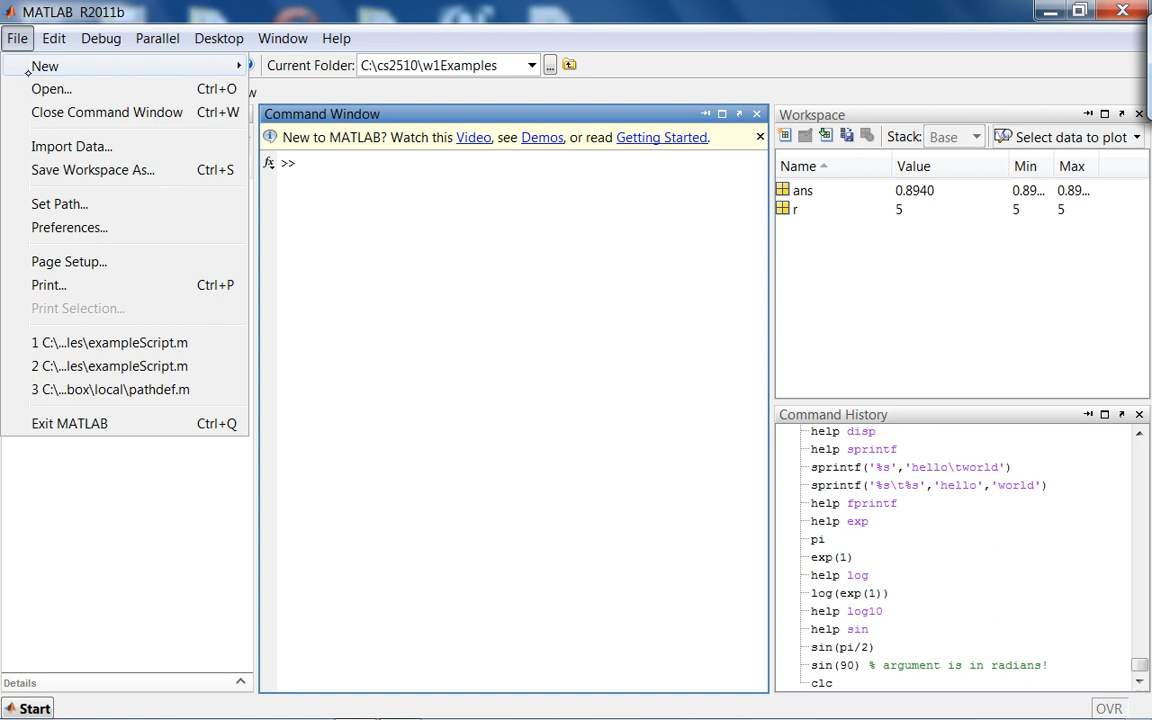 MATLAB R2011b
File Edit Debug Parallel Desktop Window Help
New
Open... Ctrl+O
Close Command Window Ctrl+W
Import Data...
Save Workspace As... Ctrl+S
Set Path...
Preferences...
Page Setup...
Print... Ctrl+P
Print Selection...
1 C:\...les\exampleScript.m
2 C:\...les\exampleScript.m
3 C:\...box\local\pathdef.m
Exit MATLAB Ctrl+Q
Details
Start
Current Folder: C:\cs2510\w1Examples ...
w
Command Window
New to MATLAB? Watch this Video, see Demos, or read Getting Started.
fx >>
Workspace
Stack: Base Select data to plot
Name Value Min Max
ans 0.8940 0.89... 0.89...
r 5 5 5
Command History
help disp
help sprintf
sprintf('%s','hello\tworld')
sprintf('%s\t%s','hello','world')
help fprintf
help exp
pi
exp(1)
help log
log(exp(1))
help log10
help sin
sin(pi/2)
sin(90) % argument is in radians!
clc
OVR